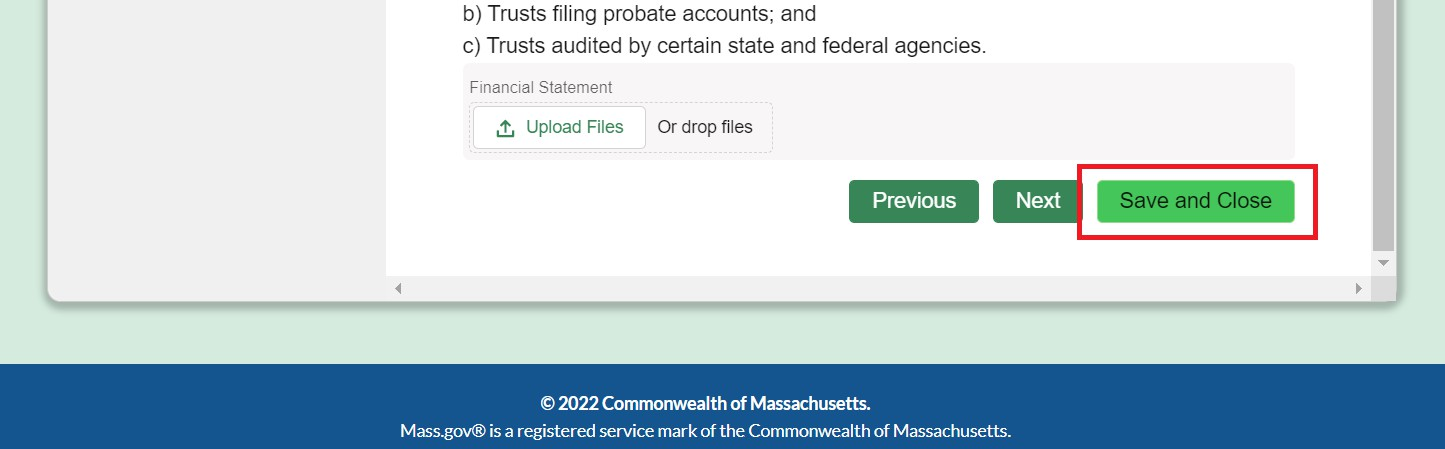 b) Trusts filing probate accounts; and
c) Trusts audited by certain state and federal agencies.
Financial Statement
Upload Files Or drop files
Previous Next Save and Close
© 2022 Commonwealth of Massachusetts.
Mass.gov® is a registered service mark of the Commonwealth of Massachusetts.